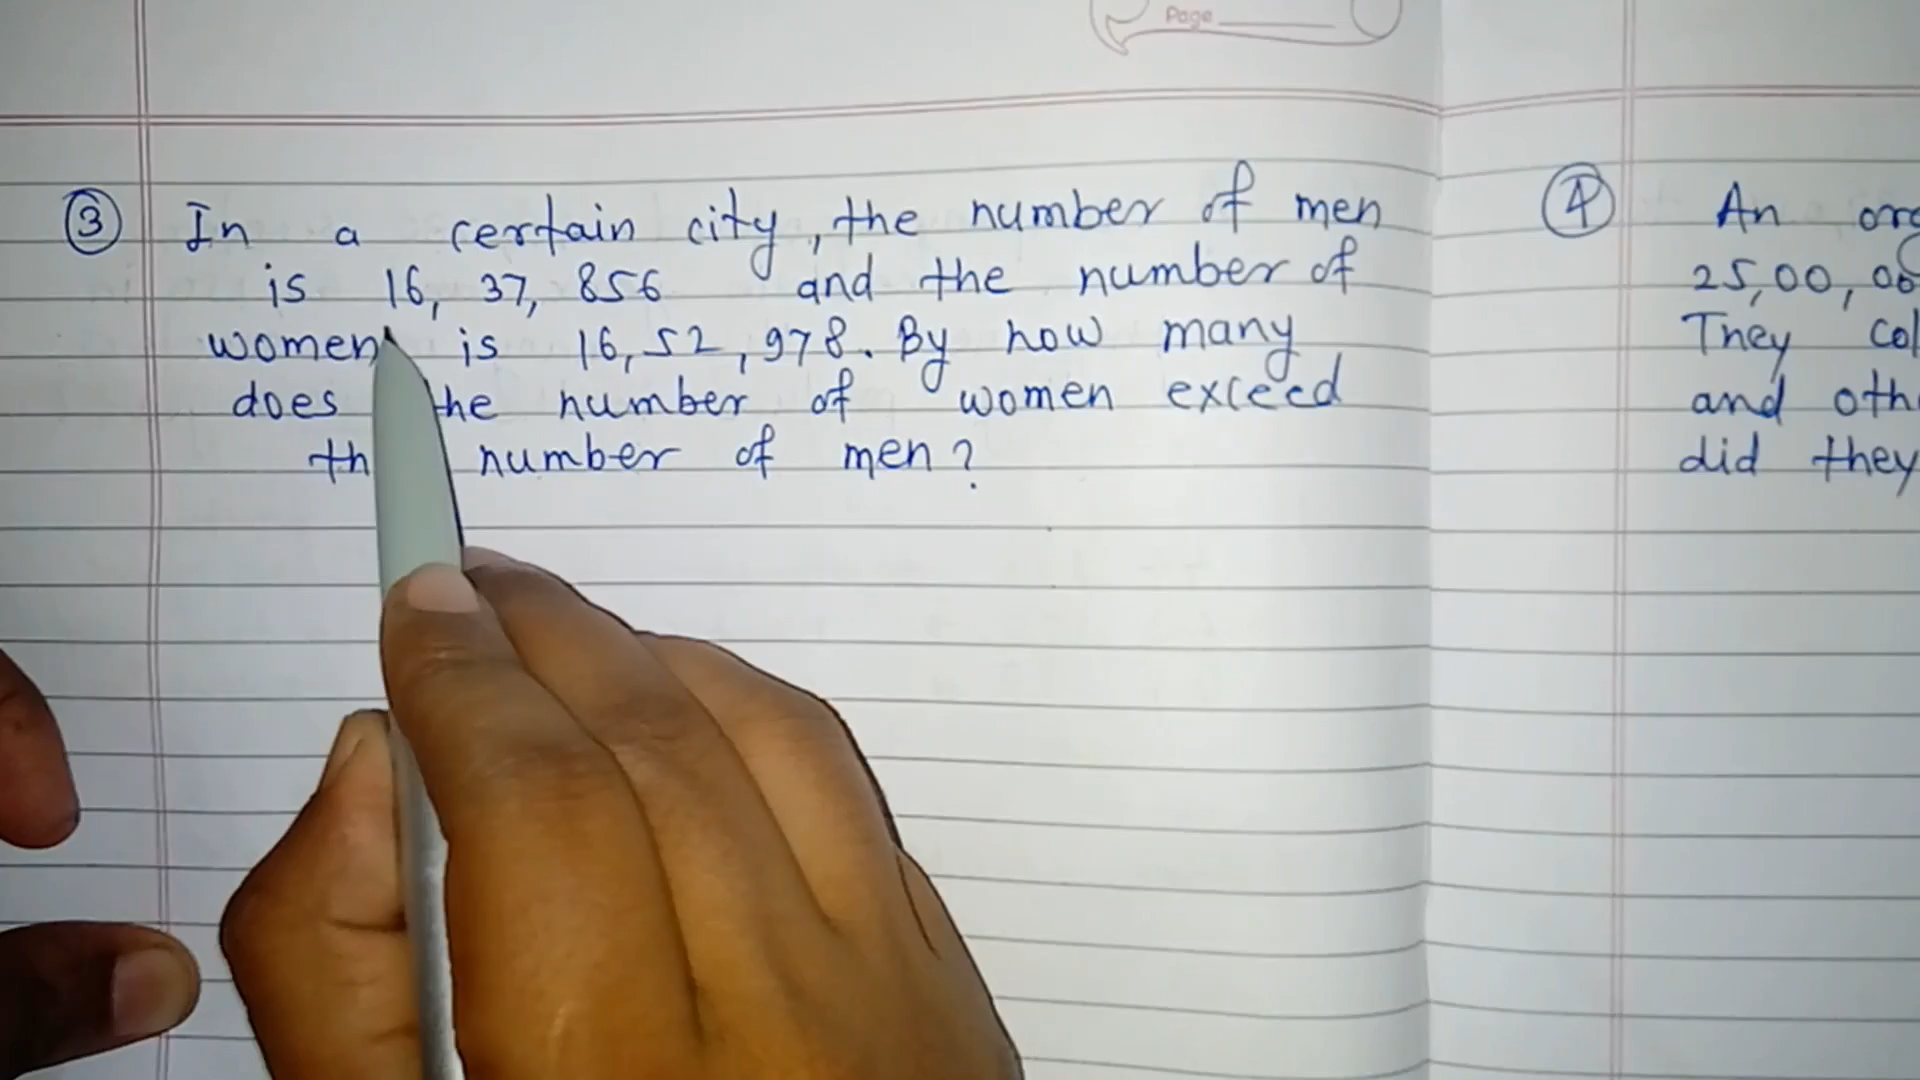 Page
③ In a certain city, the number of men
is 16, 37, 856 and the number of
women is 16,52,978. By how many
does the number of women exceed
number of men?
④ An
25,00,
They
and
did they